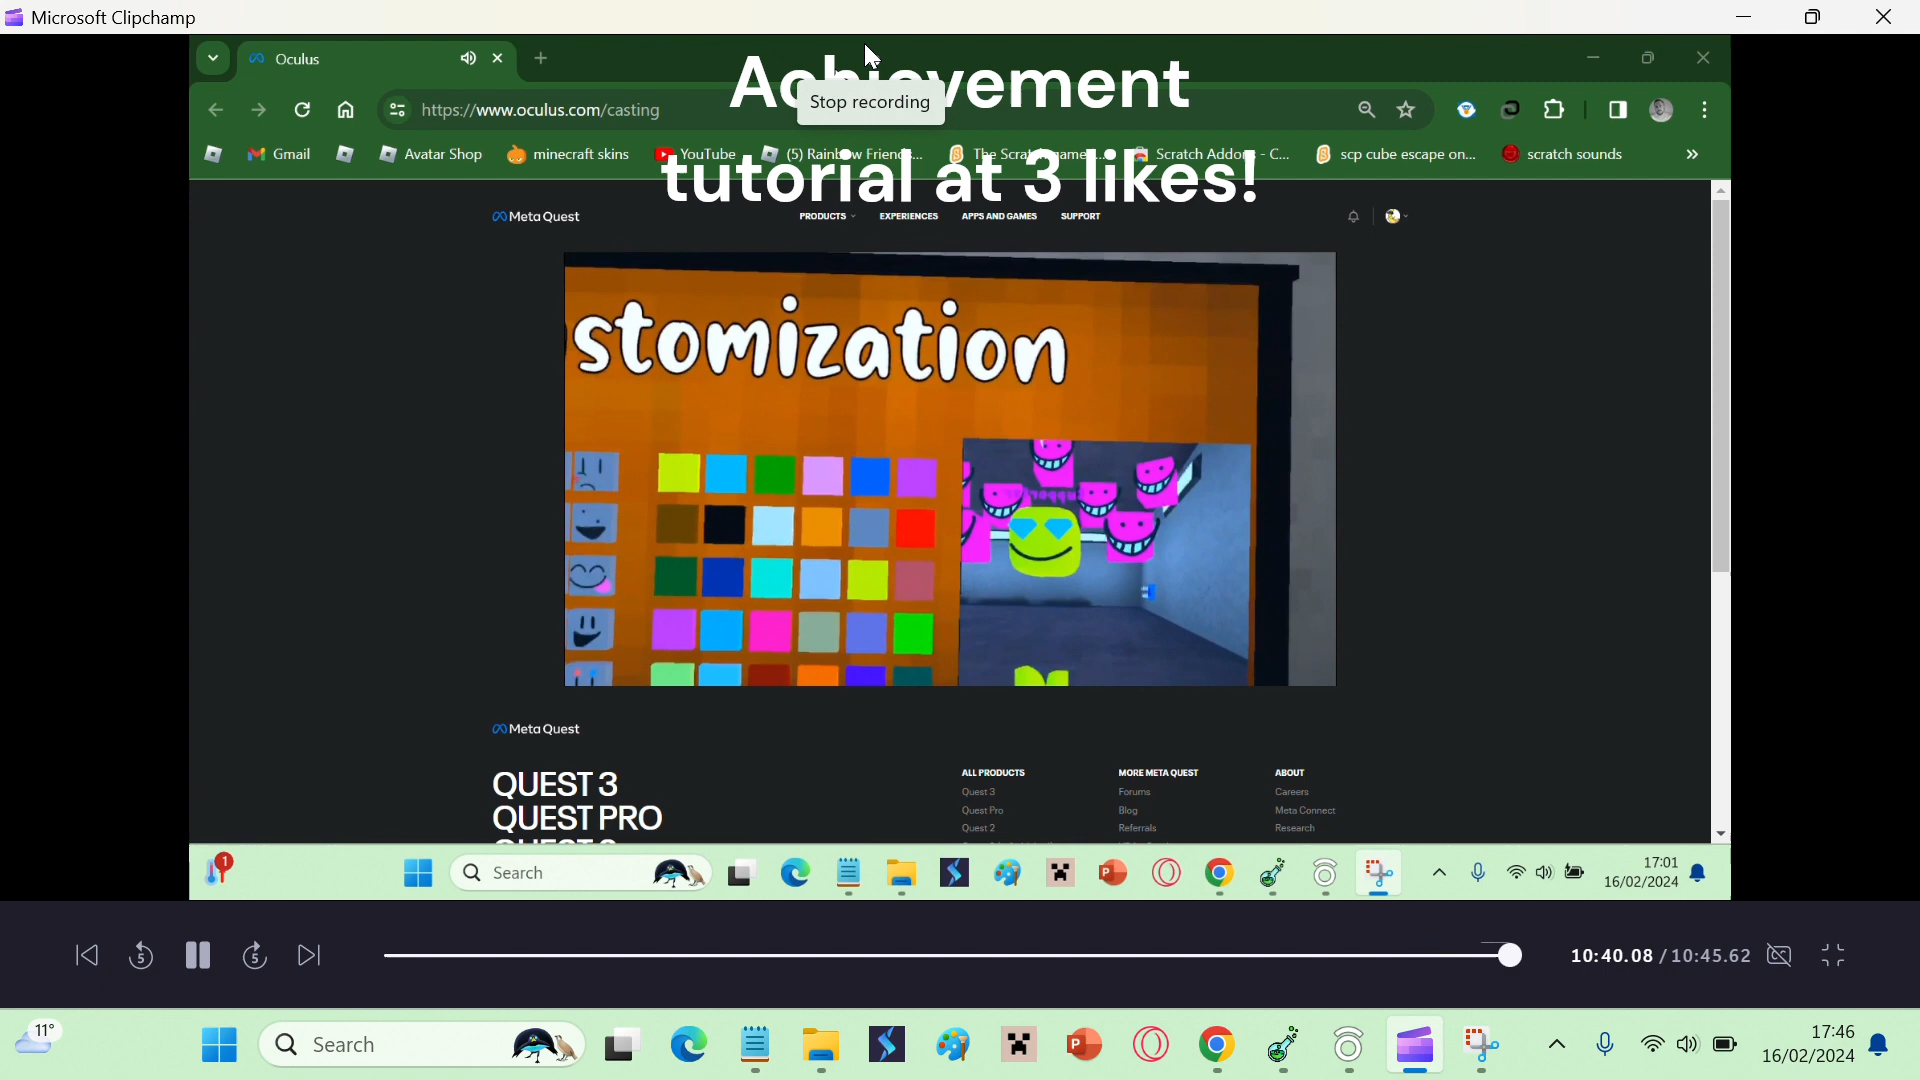 Microsoft Clipchamp
Oculus
Achievement
Stop recording
https://www.oculus.com/casting
Gmail
Avatar Shop
minecraft skins
YouTube
(5) Rainbow Friends...
The Scratch game...
Scratch Addons - C...
scp cube escape on...
scratch sounds
tutorial at 3 likes!
Meta Quest
PRODUCTS
EXPERIENCES
APPS AND GAMES
SUPPORT
stomization
Meta Quest
QUEST 3
QUEST PRO
ALL PRODUCTS
Quest 3
Quest Pro
Quest 2
MORE META QUEST
Forums
Blog
Referrals
ABOUT
Careers
Meta Connect
Research
1
Search
17:01
16/02/2024
5
5
10:40.08 / 10:45.62
11°
Search
17:46
16/02/2024